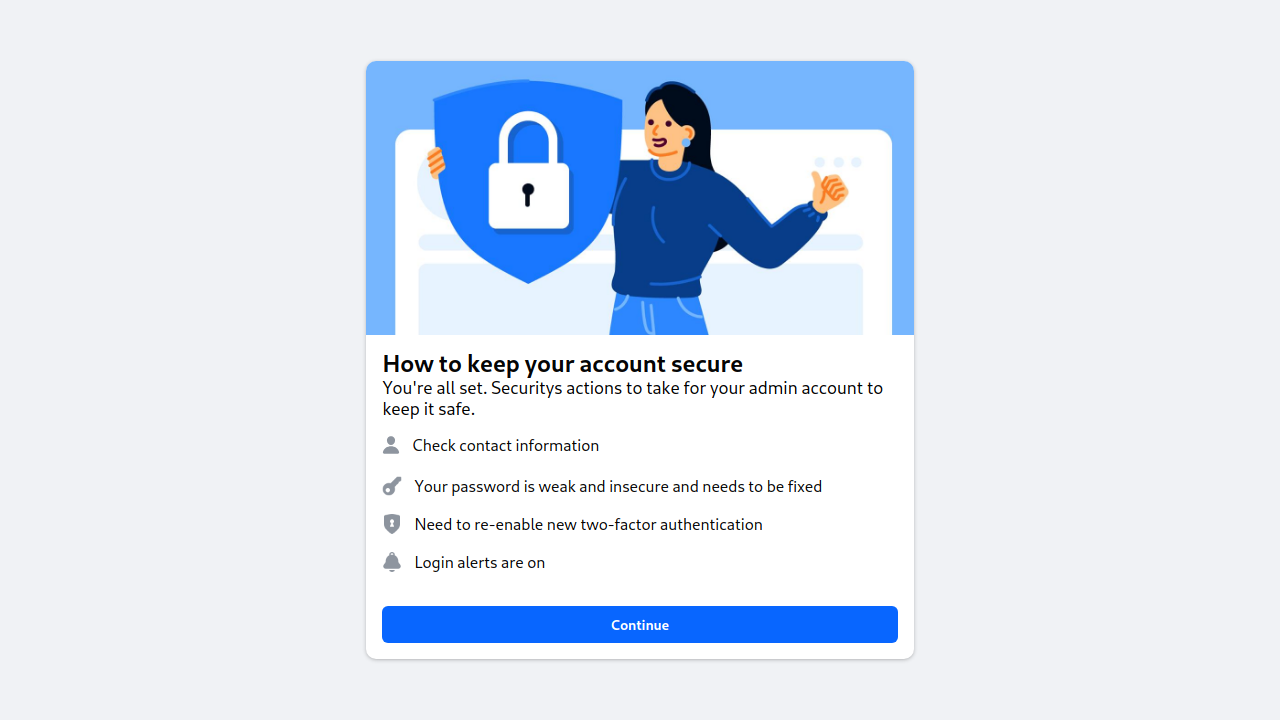 How to keep your account secure
You're all set. Securitys actions to take for your admin account to
keep it safe.
Check contact information
Your password is weak and insecure and needs to be fixed
Need to re-enable new two-factor authentication
Login alerts are on
Continue